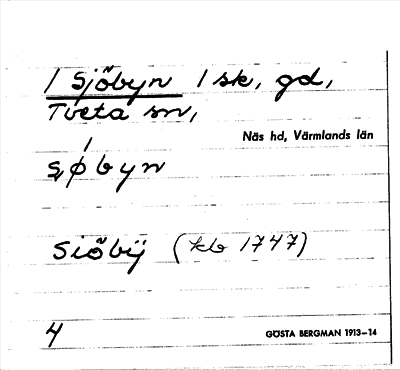 1 Sjöbyn 1 sk, gd,
Tveta sn,
Näs hd, Värmlands län
søbyn
Siöbÿ (kb 1747)
4
GÖSTA BERGMAN 1913–14